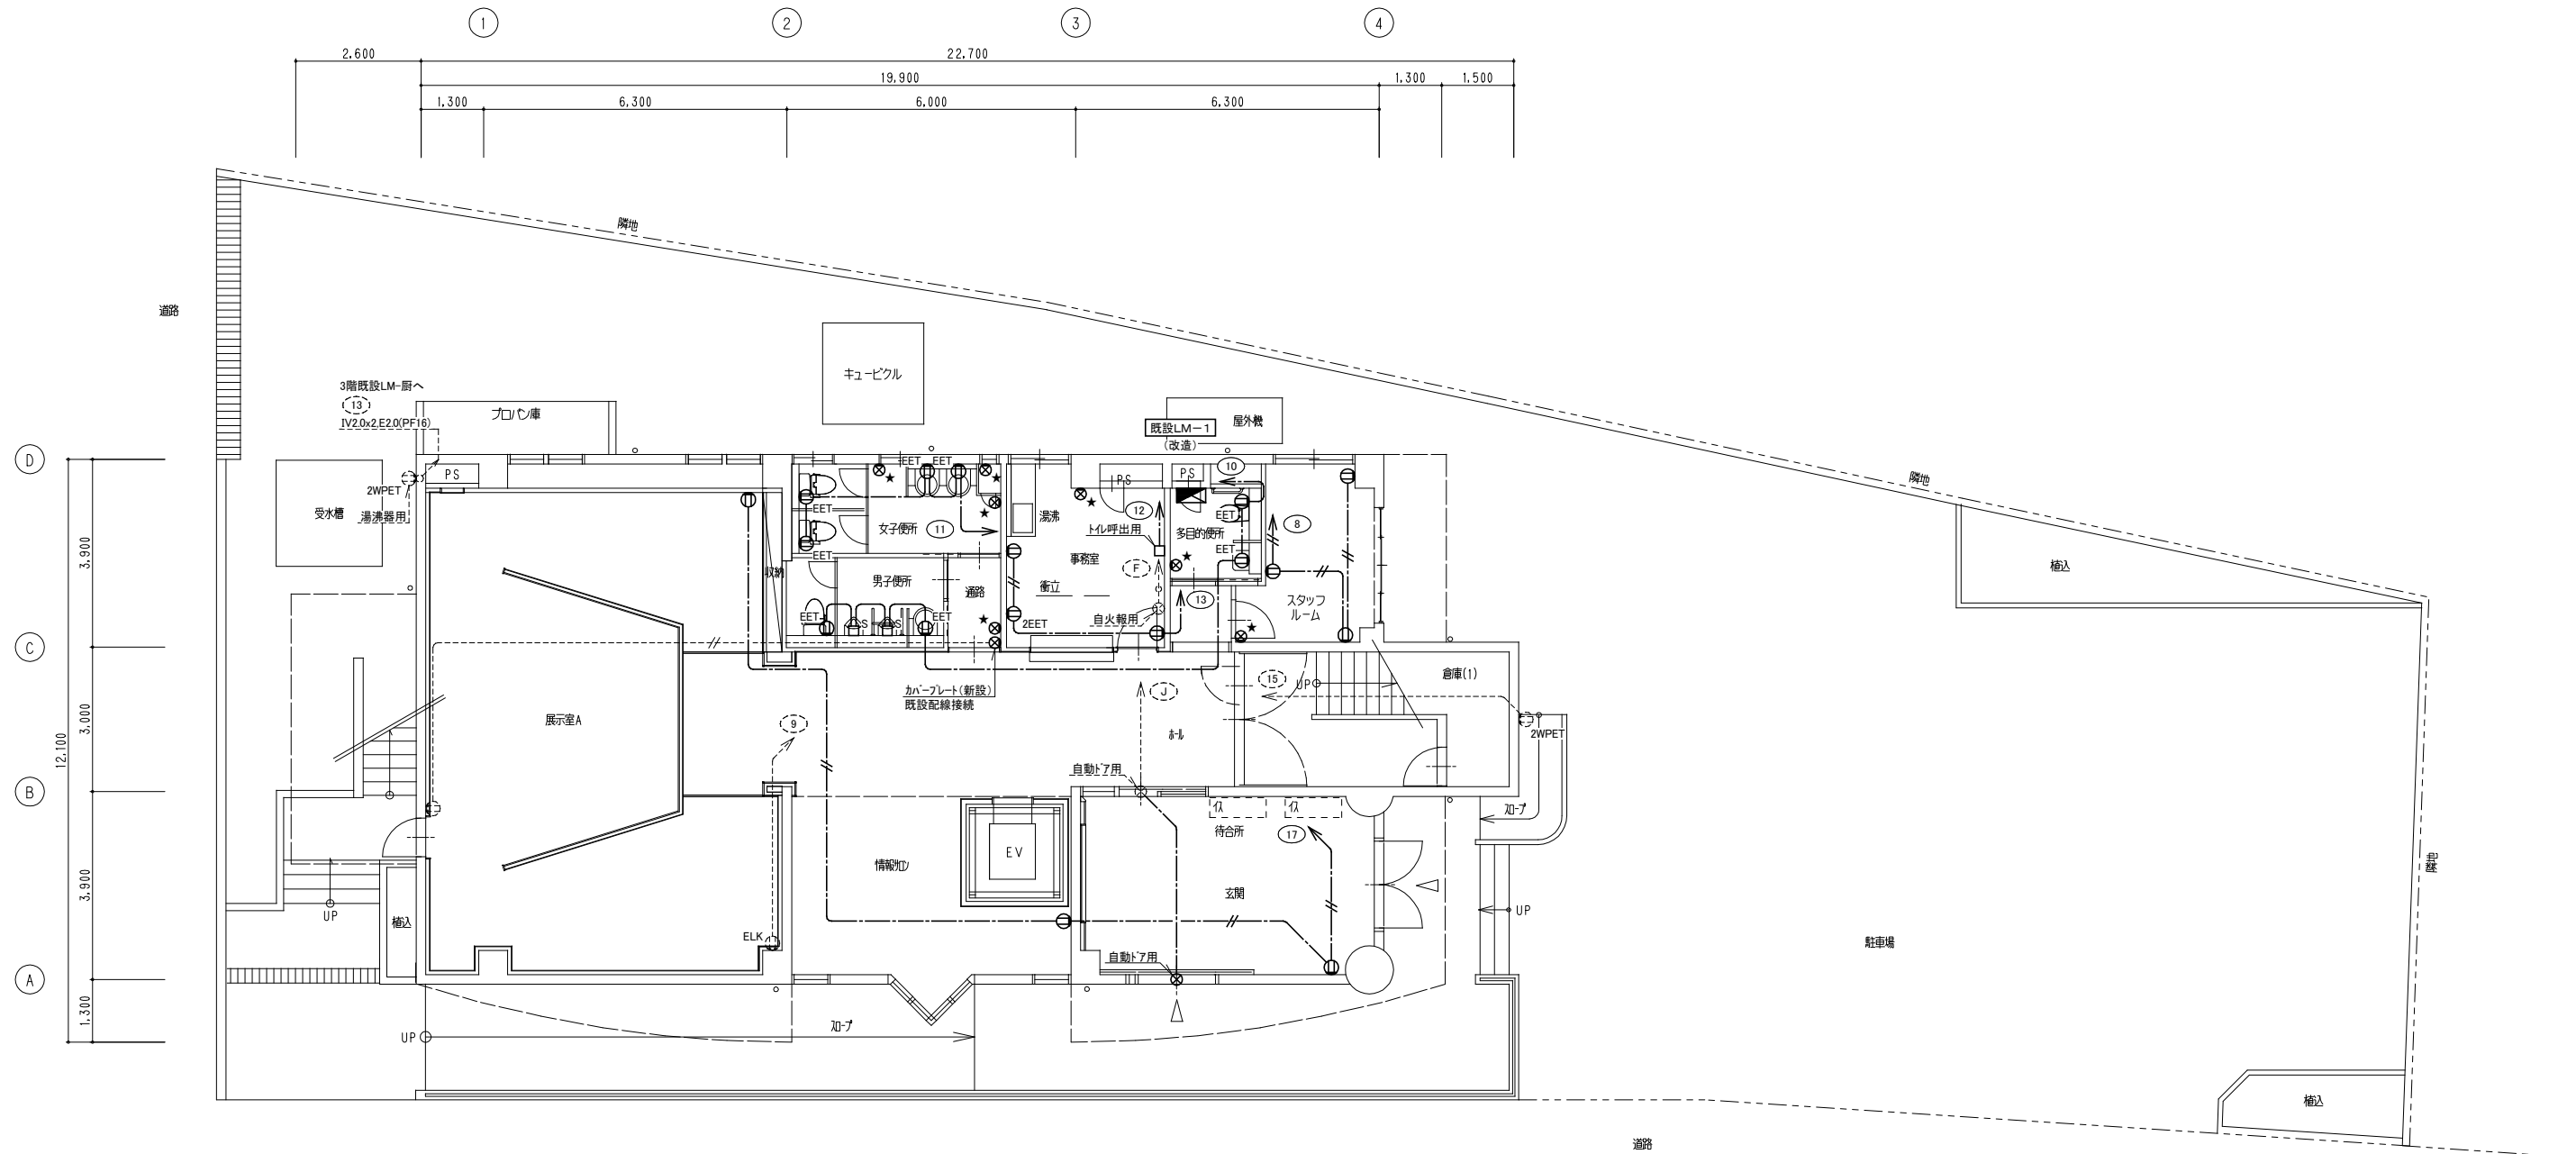 1
2
3
4
2,600
22,700
19,900
1,300
1,500
1,300
6,300
6,000
6,300
隣地
道路
キュービクル
3階既設LM-厨へ
13
IV2.0x2,E2.0(PF16)
プロパン庫
既設LM-1
(改造)
屋外機
隣地
D
C
B
A
12,100
3,900
3,000
3,900
1,300
PS
2WPET
湯沸器用
受水槽
EET
EET
★
★
PS
PS
10
湯沸
★
12
トイレ呼出用
多目的便所
EET
8
EET
女子便所
11
★
EET
EET
事務室
F
★
植込
収納
男子便所
通路
衝立
13
スタッフ
ルーム
EET
S
S
EET
★
2EET
自火報用
★
カバープレート(新設)
既設配線接続
J
15
UP
倉庫(1)
展示室A
9
ホール
2WPET
自動ドア用
イス
イス
待合所
17
スロープ
EV
情報サロン
玄関
植込
UP
UP
ELK
自動ドア用
駐車場
UP
スロープ
植込
道路